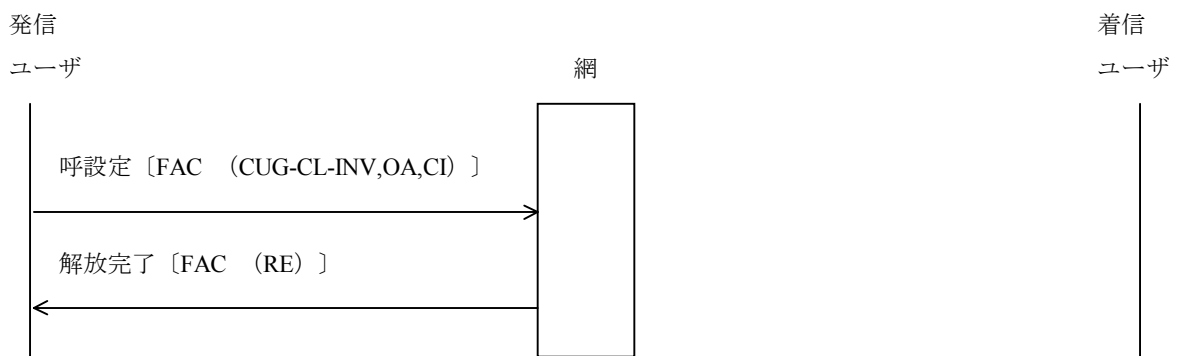 発信
ユーザ
網
着信
ユーザ
呼設定〔FAC （CUG-CL-INV,OA,CI）〕
解放完了〔FAC （RE）〕